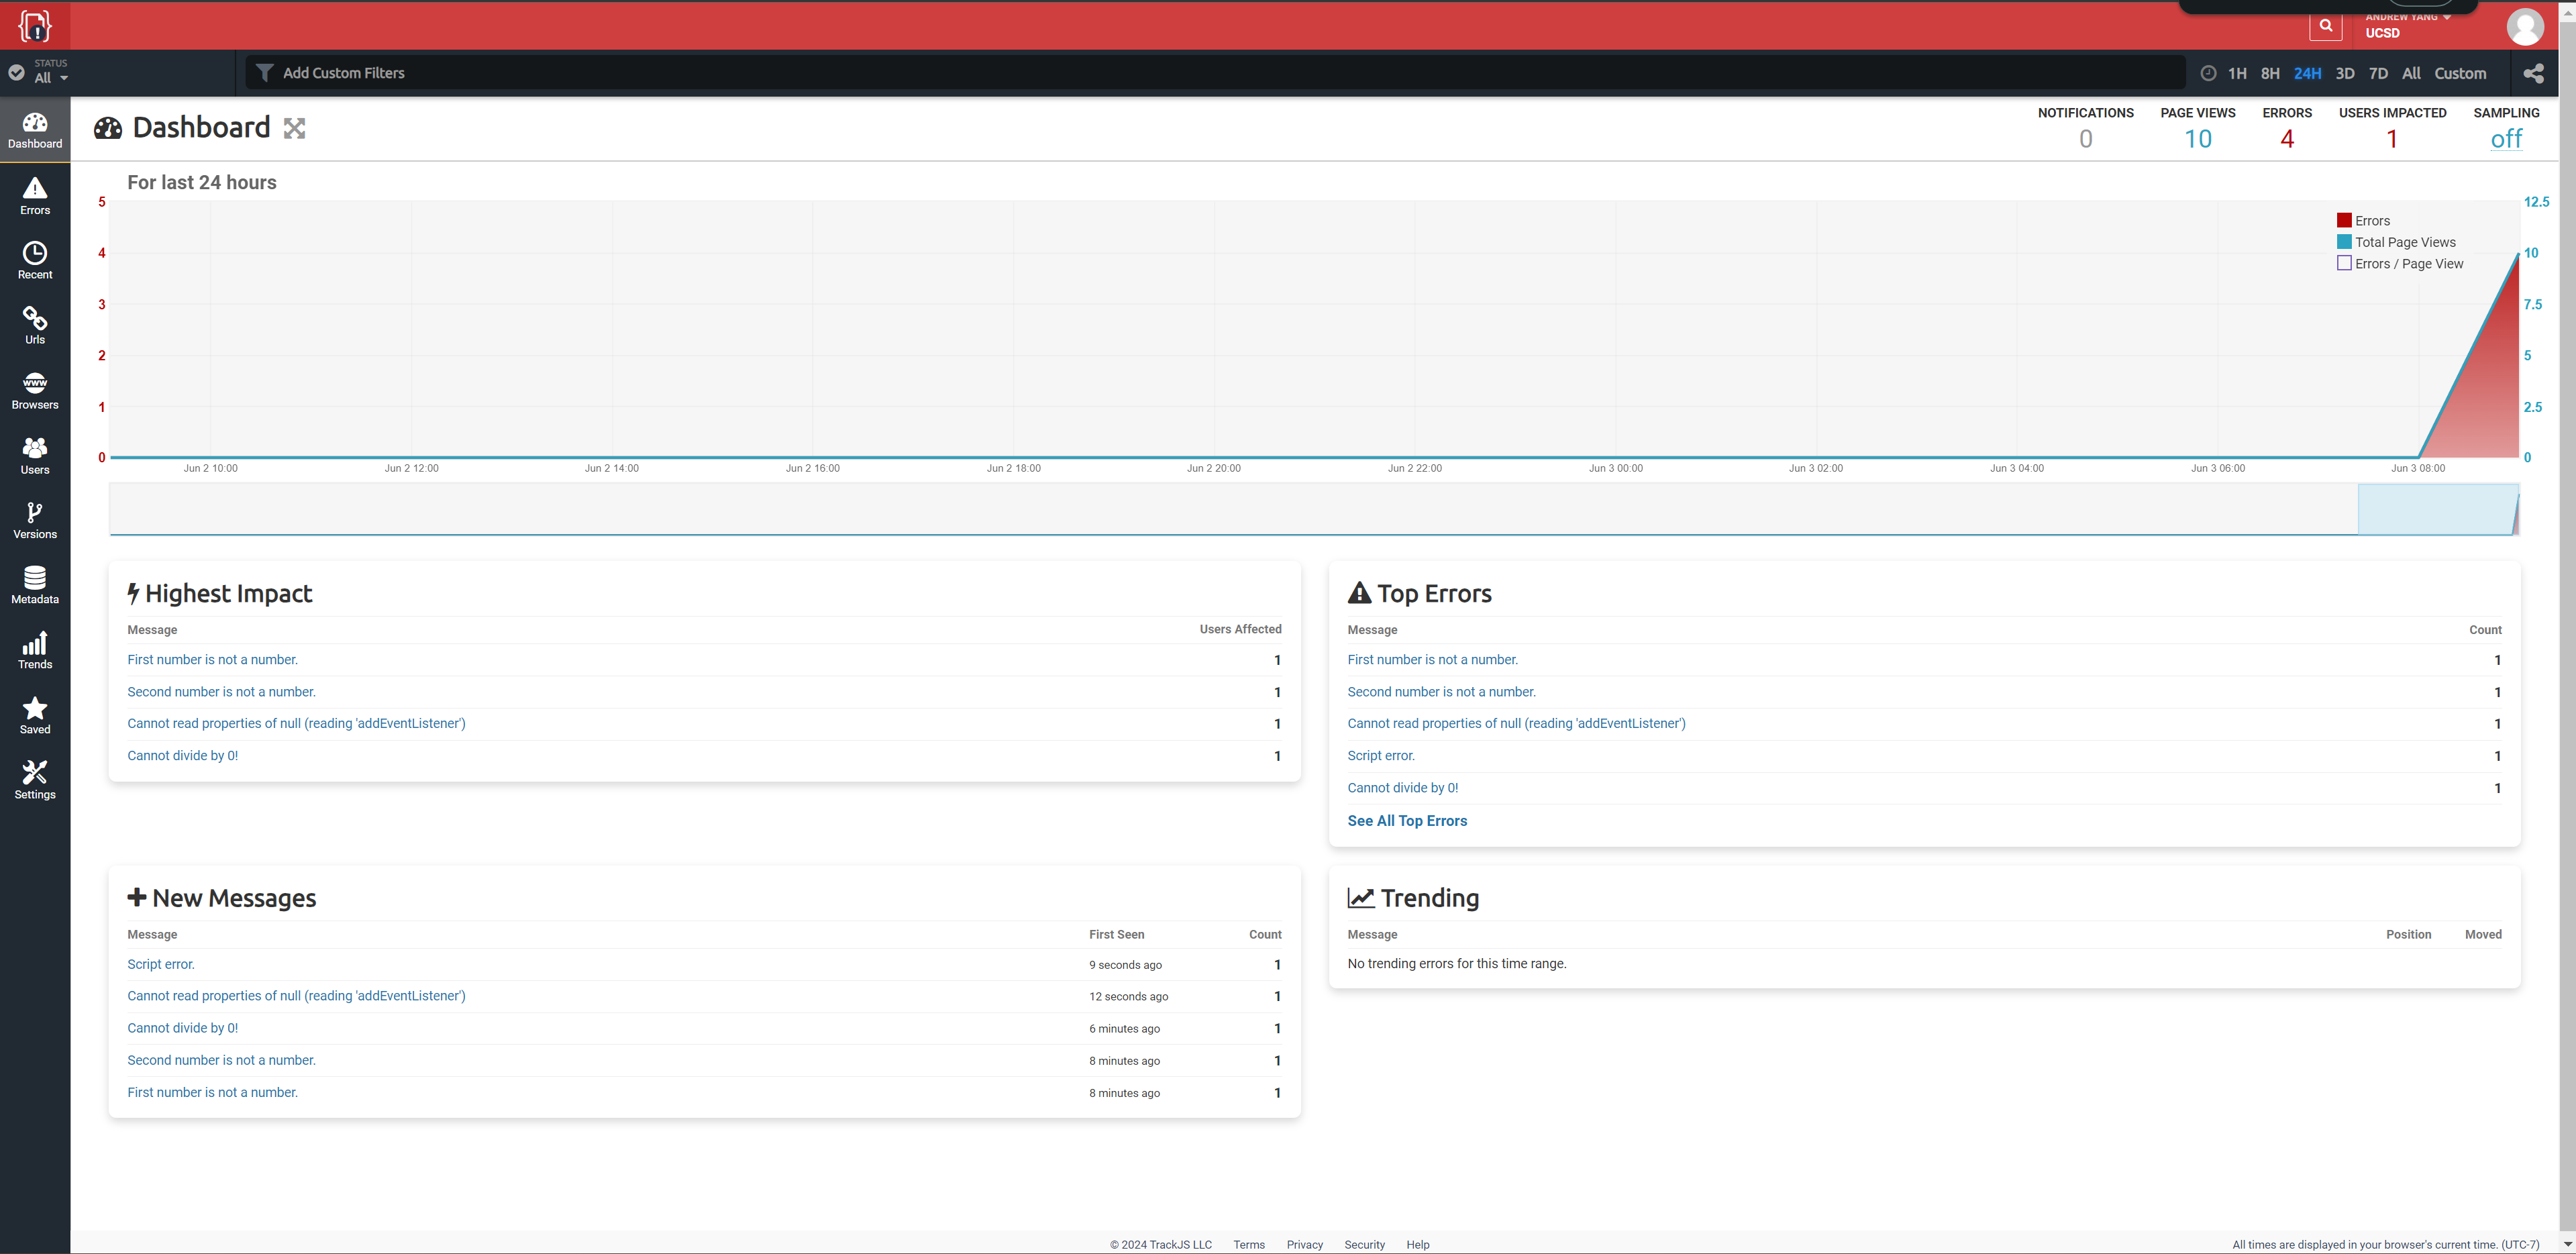 ANDREW YANG
UCSD
STATUS
All
Add Custom Filters
1H 8H 24H 3D 7D All Custom
Dashboard
Errors
Recent
Urls
www
Browsers
Users
Versions
Metadata
Trends
Saved
Settings
Dashboard
NOTIFICATIONS PAGE VIEWS ERRORS USERS IMPACTED SAMPLING
0 10 4 1 off
For last 24 hours
5
4
3
2
1
0
12.5
10
7.5
5
2.5
0
Errors
Total Page Views
Errors / Page View
Jun 2 10:00 Jun 2 12:00 Jun 2 14:00 Jun 2 16:00 Jun 2 18:00 Jun 2 20:00 Jun 2 22:00 Jun 3 00:00 Jun 3 02:00 Jun 3 04:00 Jun 3 06:00 Jun 3 08:00
Highest Impact
Message Users Affected
First number is not a number. 1
Second number is not a number. 1
Cannot read properties of null (reading 'addEventListener') 1
Cannot divide by 0! 1
Top Errors
Message Count
First number is not a number. 1
Second number is not a number. 1
Cannot read properties of null (reading 'addEventListener') 1
Script error. 1
Cannot divide by 0! 1
See All Top Errors
New Messages
Message First Seen Count
Script error. 9 seconds ago 1
Cannot read properties of null (reading 'addEventListener') 12 seconds ago 1
Cannot divide by 0! 6 minutes ago 1
Second number is not a number. 8 minutes ago 1
First number is not a number. 8 minutes ago 1
Trending
Message Position Moved
No trending errors for this time range.
© 2024 TrackJS LLC Terms Privacy Security Help
All times are displayed in your browser's current time. (UTC-7)